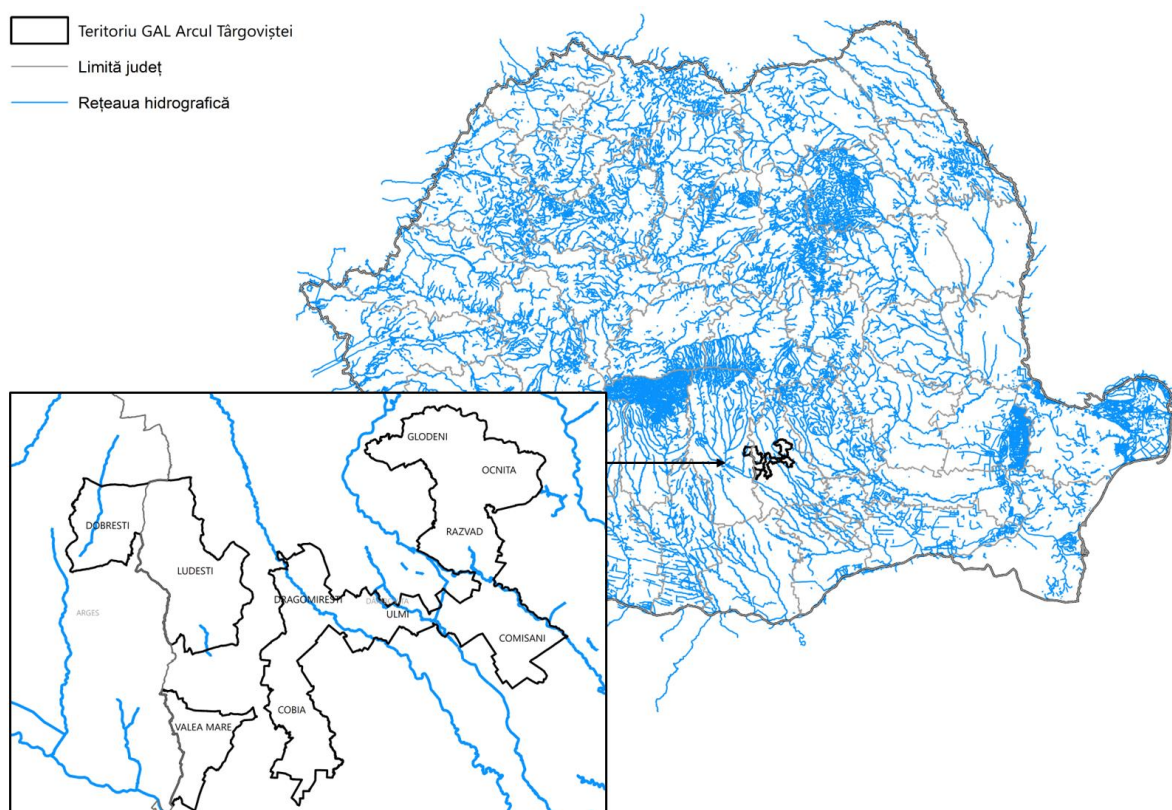 Teritoriu GAL Arcul Târgoviștei
Limită județ
Rețeaua hidrografică
GLODENI
OCNITA
DOBRESTI
RAZVAD
LUDESTI
DRAGOMIRESTI
ARGES
ULMI
COMISANI
COBIA
VALEA MARE